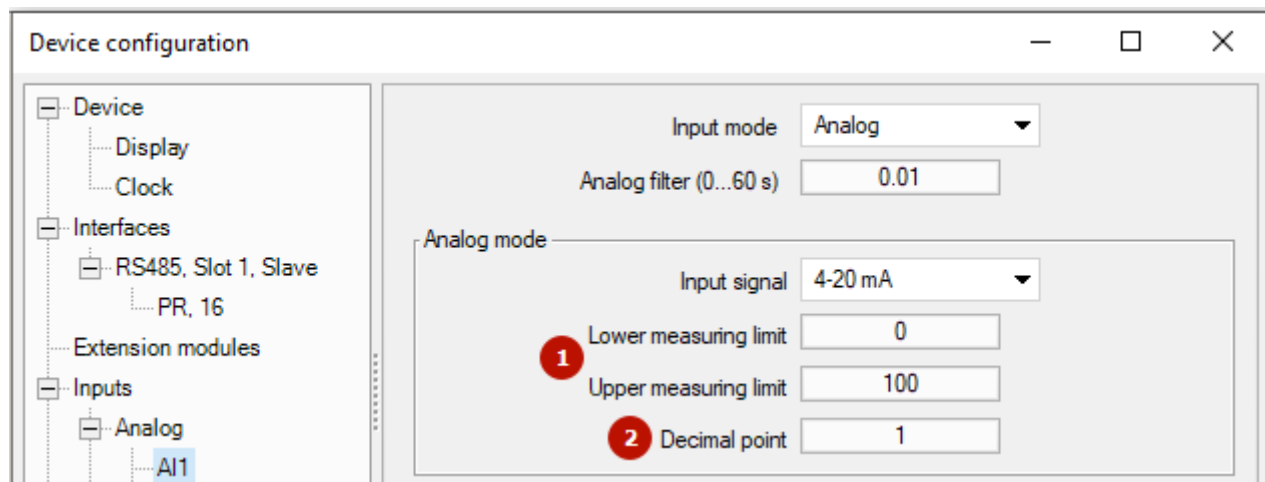 Device configuration
Device
Display
Clock
Interfaces
RS485, Slot 1, Slave
PR, 16
Extension modules
Inputs
Analog
AI1
Input mode Analog
Analog filter (0...60 s) 0.01
Analog mode
Input signal 4-20 mA
Lower measuring limit 0
1
Upper measuring limit 100
2 Decimal point 1